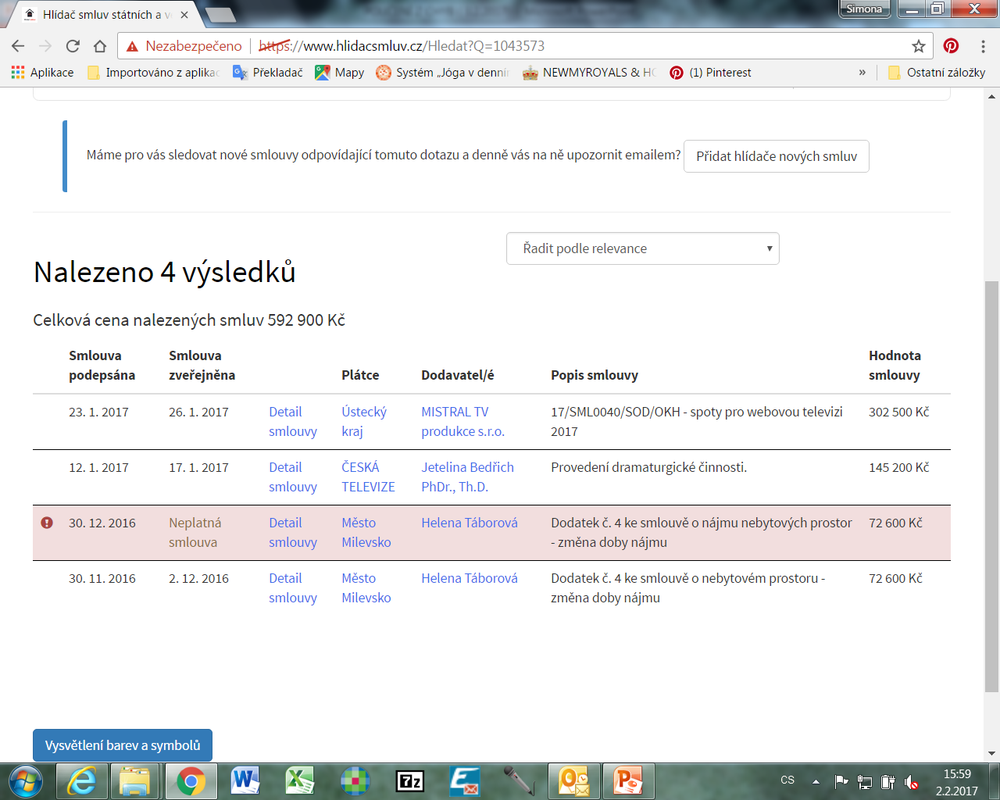 Hlídač smluv státních a v
Simona
Nezabezpečeno https://www.hlidacsmluv.cz/Hledat?Q=1043573
Aplikace Importováno z aplikac Překladač Mapy Systém „Jóga v denním NEWMYROYALS & HO (1) Pinterest » Ostatní záložky
Máme pro vás sledovat nové smlouvy odpovídající tomuto dotazu a denně vás na ně upozornit emailem? Přidat hlídače nových smluv
Řadit podle relevance
Nalezeno 4 výsledků
Celková cena nalezených smluv 592 900 Kč
Smlouva podepsána Smlouva zveřejněna Plátce Dodavatel/é Popis smlouvy Hodnota smlouvy
23. 1. 2017 26. 1. 2017 Detail Ústecký MISTRAL TV 17/SML0040/SOD/OKH - spoty pro webovou televizi 302 500 Kč
smlouvy kraj produkce s.r.o. 2017
12. 1. 2017 17. 1. 2017 Detail ČESKÁ Jetelina Bedřich Provedení dramaturgické činnosti. 145 200 Kč
smlouvy TELEVIZE PhDr., Th.D.
30. 12. 2016 Neplatná Detail Město Helena Táborová Dodatek č. 4 ke smlouvě o nájmu nebytových prostor 72 600 Kč
smlouva smlouvy Milevsko - změna doby nájmu
30. 11. 2016 2. 12. 2016 Detail Město Helena Táborová Dodatek č. 4 ke smlouvě o nebytovém prostoru - 72 600 Kč
smlouvy Milevsko změna doby nájmu
Vysvětlení barev a symbolů
7z
CS
15:59
2.2.2017